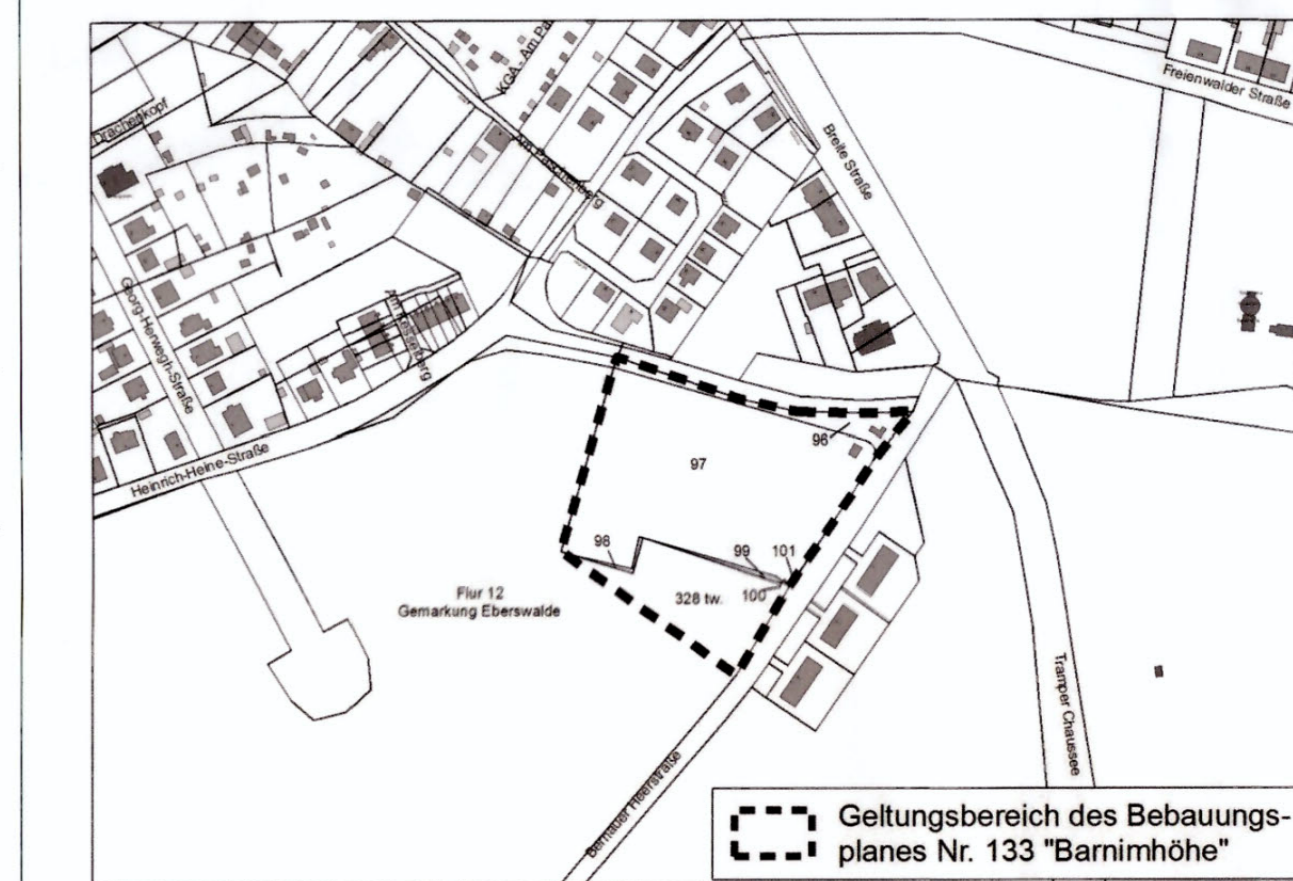 KGA - Am Pa
Freienwalder Straße
Drachenkopf
Breite Straße
Am Paschenberg
Georg-Herwegh-Straße
Heinrich-Heine-Straße
96
97
98
99
101
100
328 tw.
Flur 12
Gemarkung Eberswalde
Tramper Chaussee
Bernauer Heerstraße
Geltungsbereich des Bebauungs-
planes Nr. 133 "Barnimhöhe"